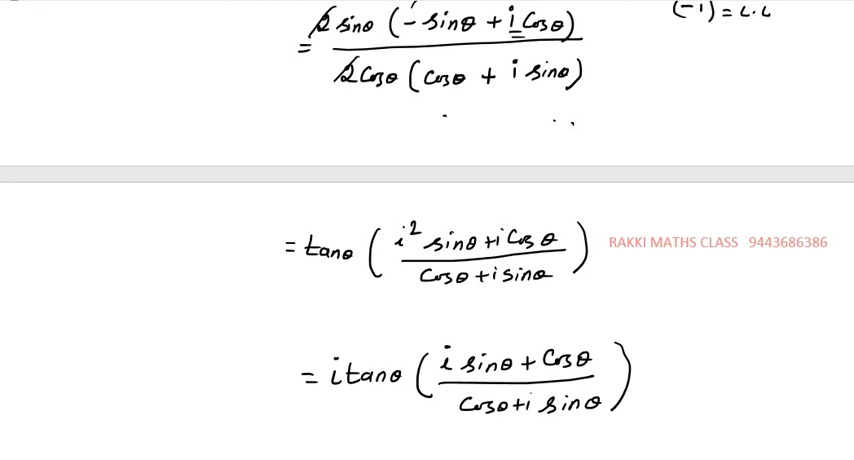 = 2 sinθ (- sinθ + i cosθ) / 2 cosθ (cosθ + i sinθ)
(-1) = i.i
= tanθ ( i² sinθ + i cosθ / cosθ + i sinθ )
RAKKI MATHS CLASS 9443686386
= i tanθ ( i sinθ + cosθ / cosθ + i sinθ )